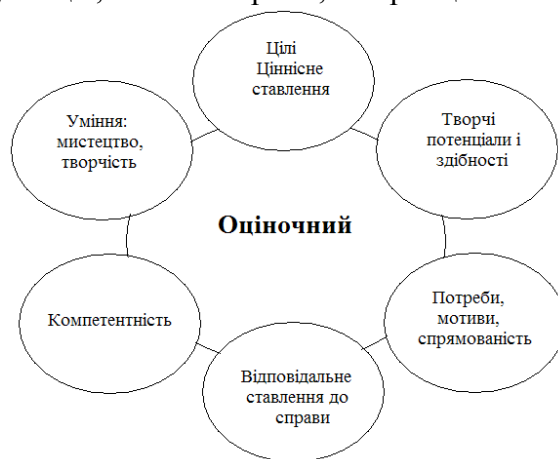 Цілі
Ціннісне
ставлення
Уміння:
мистецтво,
творчість
Творчі
потенціали і
здібності
Оціночний
Компетентність
Потреби,
мотиви,
спрямованість
Відповідальне
ставлення до
справи